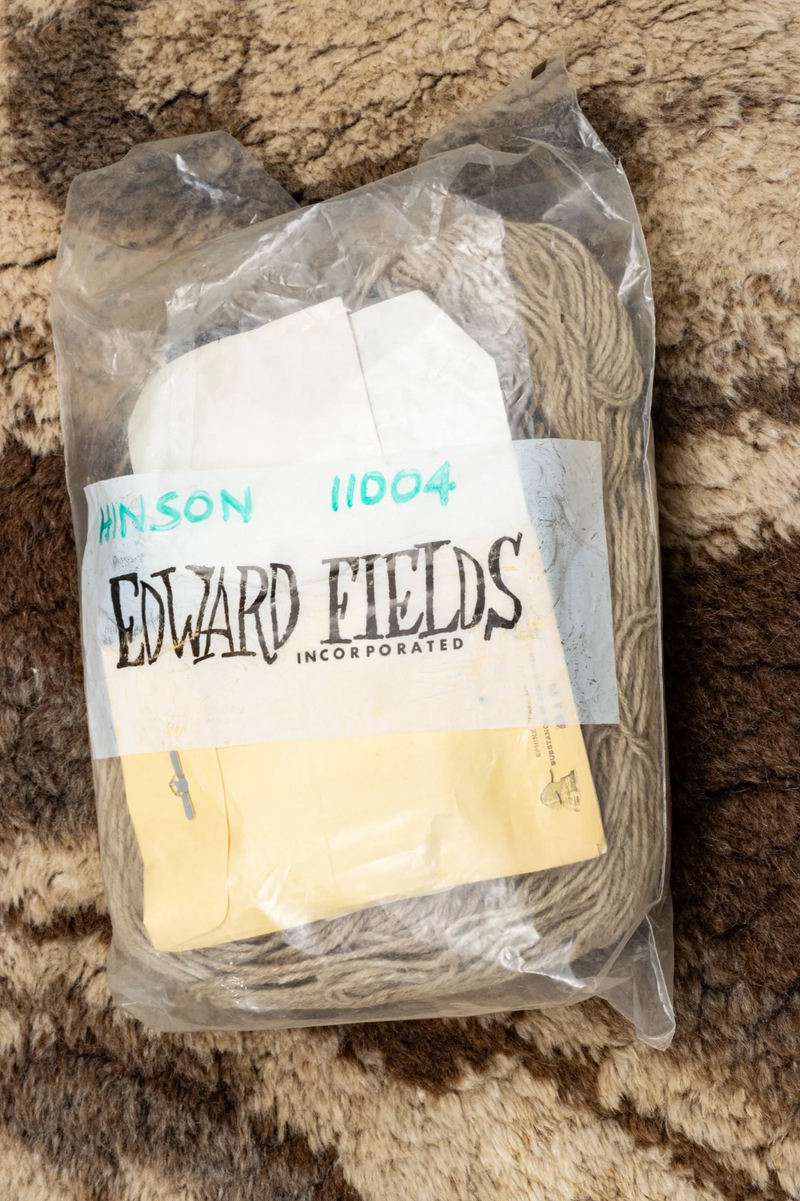 HINSON 11004
EDWARD FIELDS
INCORPORATED